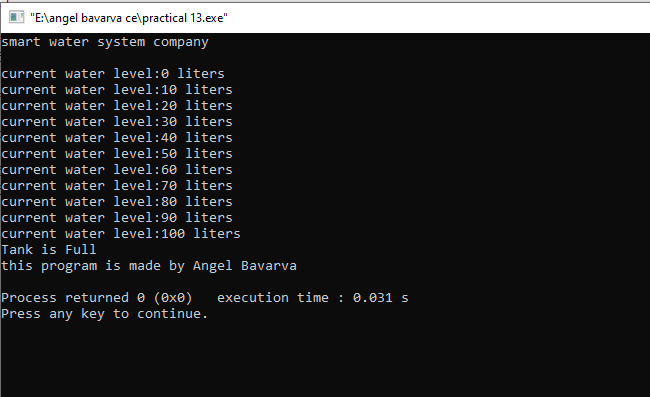 "E:\angel bavarva ce\practical 13.exe"
smart water system company
current water level:0 liters
current water level:10 liters
current water level:20 liters
current water level:30 liters
current water level:40 liters
current water level:50 liters
current water level:60 liters
current water level:70 liters
current water level:80 liters
current water level:90 liters
current water level:100 liters
Tank is Full
this program is made by Angel Bavarva
Process returned 0 (0x0)   execution time : 0.031 s
Press any key to continue.